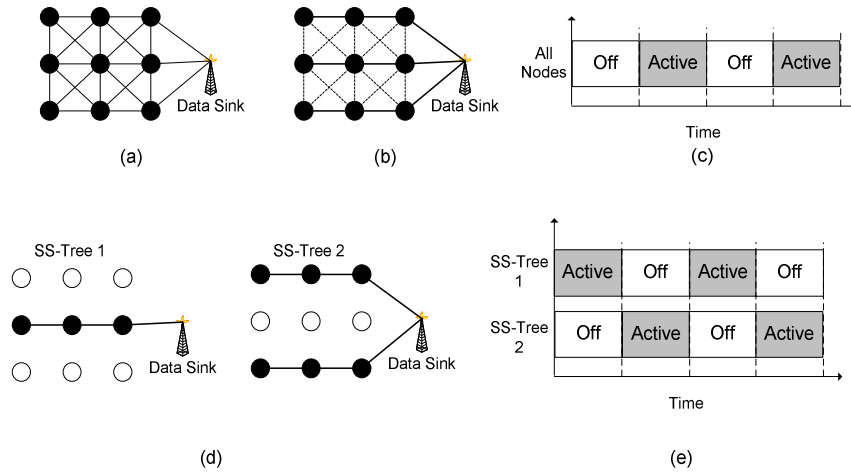 Data Sink
(a)
Data Sink
(b)
All
Nodes
Off Active Off Active
Time
(c)
SS-Tree 1
Data Sink
SS-Tree 2
Data Sink
(d)
SS-Tree
1
Active Off Active Off
SS-Tree
2
Off Active Off Active
Time
(e)